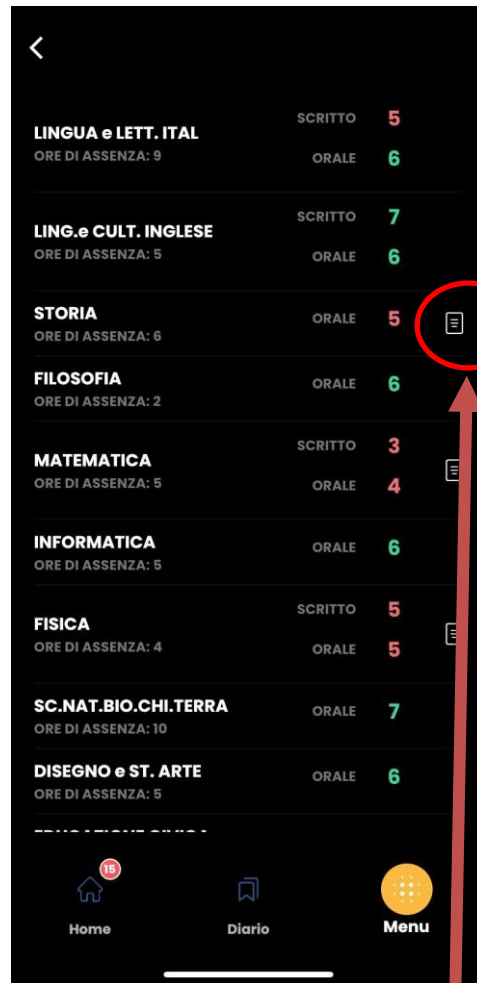 SCRITTO 5
LINGUA e LETT. ITAL
ORE DI ASSENZA: 9
ORALE 6
SCRITTO 7
LING.e CULT. INGLESE
ORE DI ASSENZA: 5
ORALE 6
STORIA
ORALE 5
ORE DI ASSENZA: 6
FILOSOFIA
ORALE 6
ORE DI ASSENZA: 2
SCRITTO 3
MATEMATICA
ORE DI ASSENZA: 5
ORALE 4
INFORMATICA
ORALE 6
ORE DI ASSENZA: 5
SCRITTO 5
FISICA
ORE DI ASSENZA: 4
ORALE 5
SC.NAT.BIO.CHI.TERRA
ORALE 7
ORE DI ASSENZA: 10
DISEGNO e ST. ARTE
ORALE 6
ORE DI ASSENZA: 5
15
Home Diario Menu